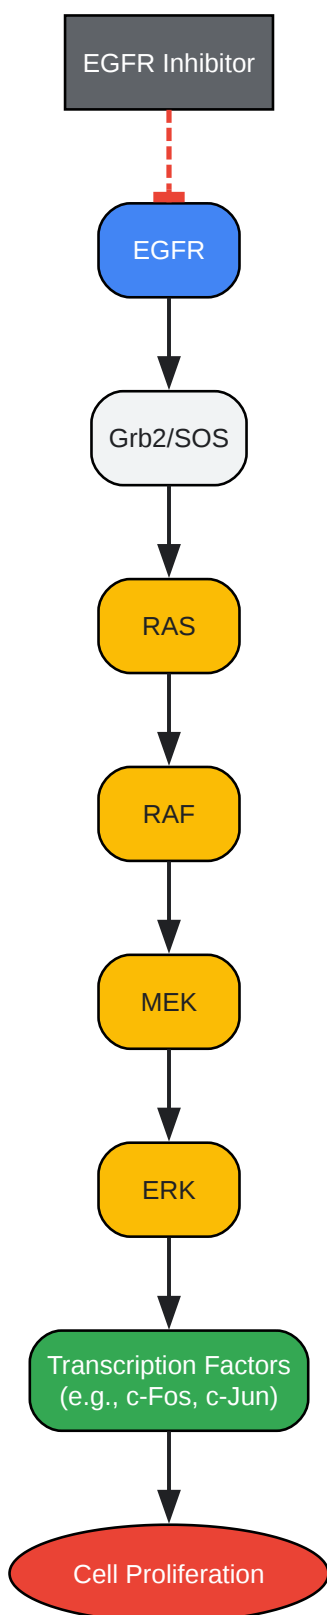 EGFR Inhibitor
EGFR
Grb2/SOS
RAS
RAF
MEK
ERK
Transcription Factors
(e.g., c-Fos, c-Jun)
Cell Proliferation